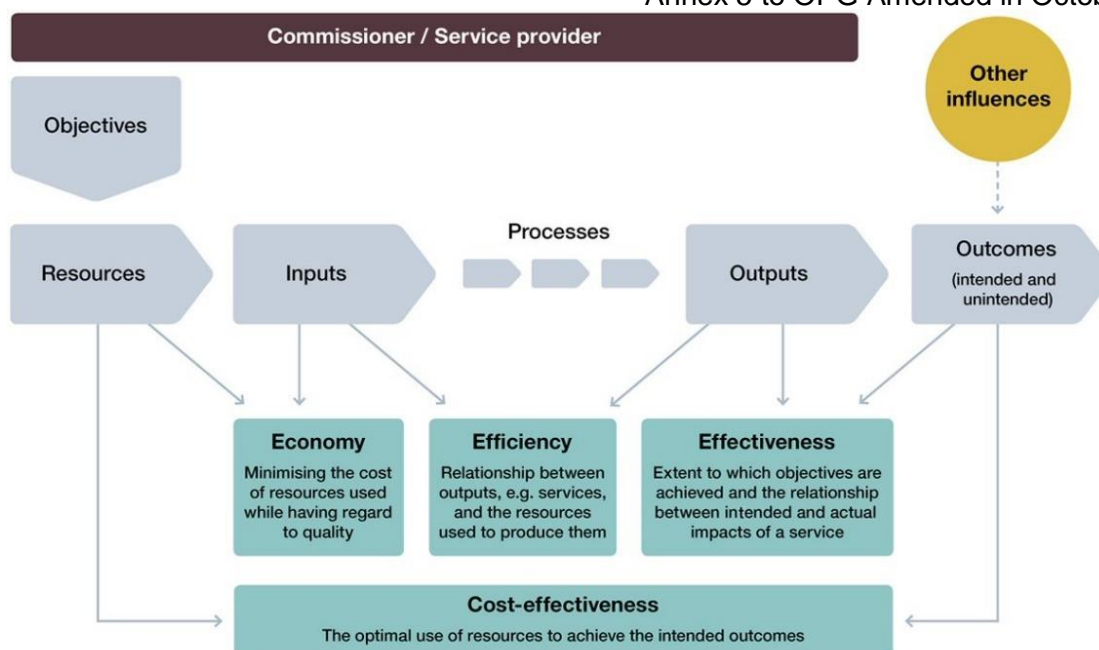 Commissioner / Service provider
Other
influences
Objectives
Resources
Inputs
Processes
Outputs
Outcomes
(intended and
unintended)
Economy
Minimising the cost
of resources used
while having regard
to quality
Efficiency
Relationship between
outputs, e.g. services,
and the resources
used to produce them
Effectiveness
Extent to which objectives are
achieved and the relationship
between intended and actual
impacts of a service
Cost-effectiveness
The optimal use of resources to achieve the intended outcomes